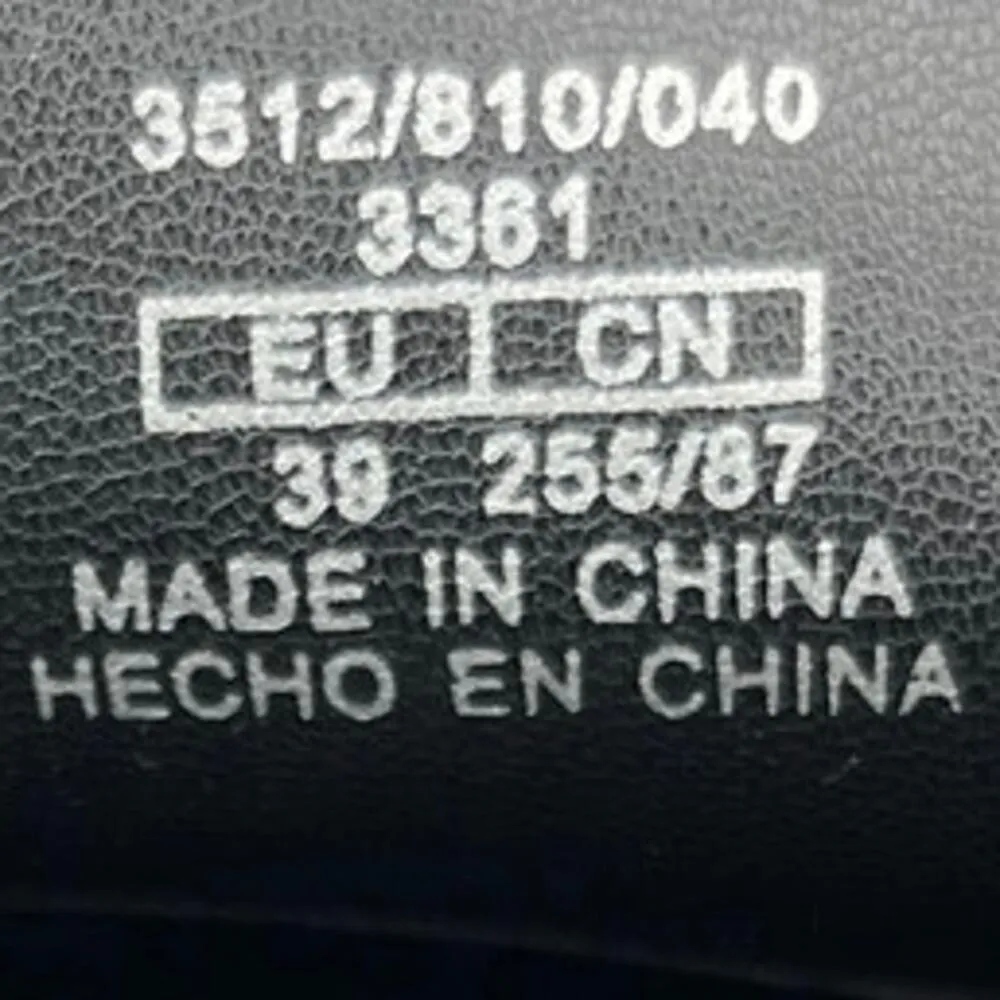 3512/810/040
3361
EU CN
39 255/87
MADE IN CHINA
HECHO EN CHINA